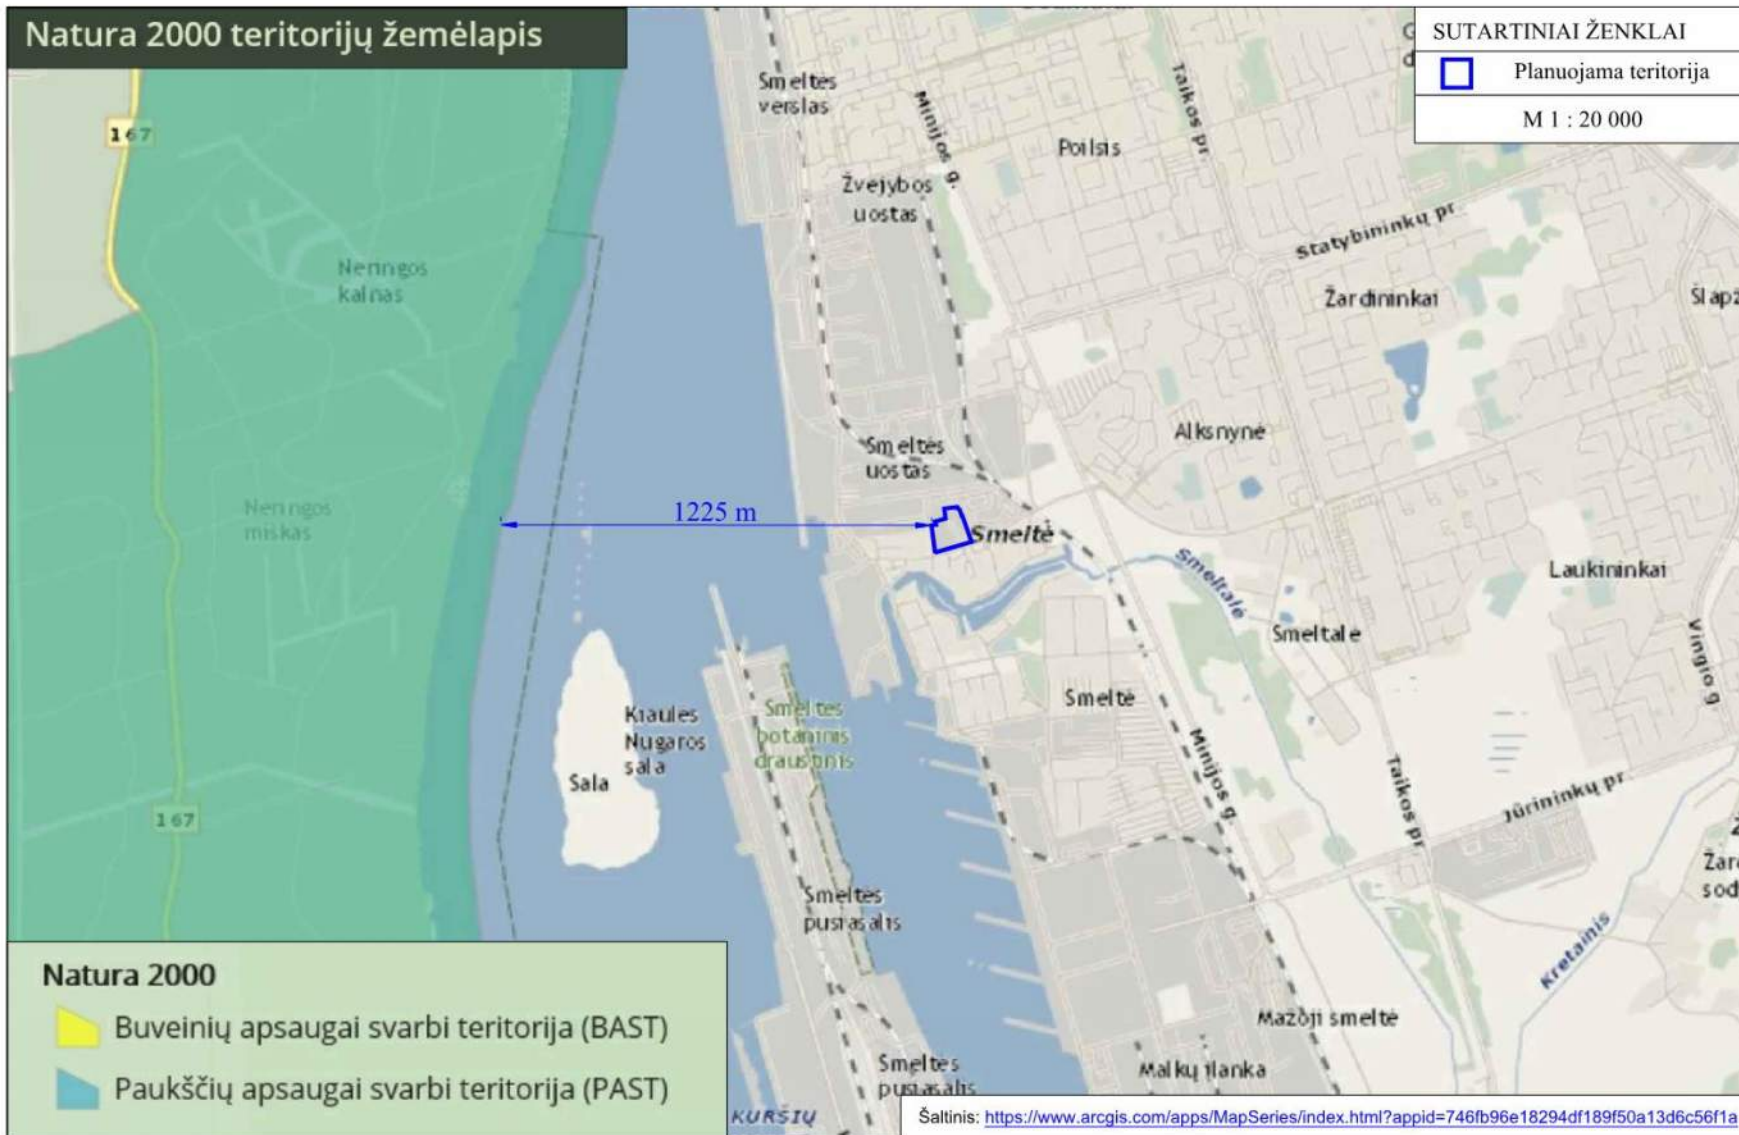 Natura 2000 teritorijų žemėlapis
SUTARTINIAI ŽENKLAI
Planuojama teritorija
M 1 : 20 000
167
Smeltės
verslas
Minijos g.
Taikos pr.
Poilsis
Žvejybos
uostas
Statybininkų pr.
Žardininkai
Neringos
kalnas
Alksnynė
Smeltės
uostas
Neringos
miškas
1225 m
Smeltė
Smeltalė
Laukininkai
Smeltale
Vingio g
Smeltė
Kiaulės
Nugaros
sala
Sala
Smeltės
botaninis
draustinis
Minijos g.
Taikos pr.
Jūrininkų pr.
167
Smeltės
pusiasalis
Kretainis
Mazoji smeltė
Malkų įlanka
Smeltės
pusiasalis
KURŠIŲ
Natura 2000
Buveinių apsaugai svarbi teritorija (BAST)
Paukščių apsaugai svarbi teritorija (PAST)
Šaltinis: https://www.arcgis.com/apps/MapSeries/index.html?appid=746fb96e18294df189f50a13d6c56f1a